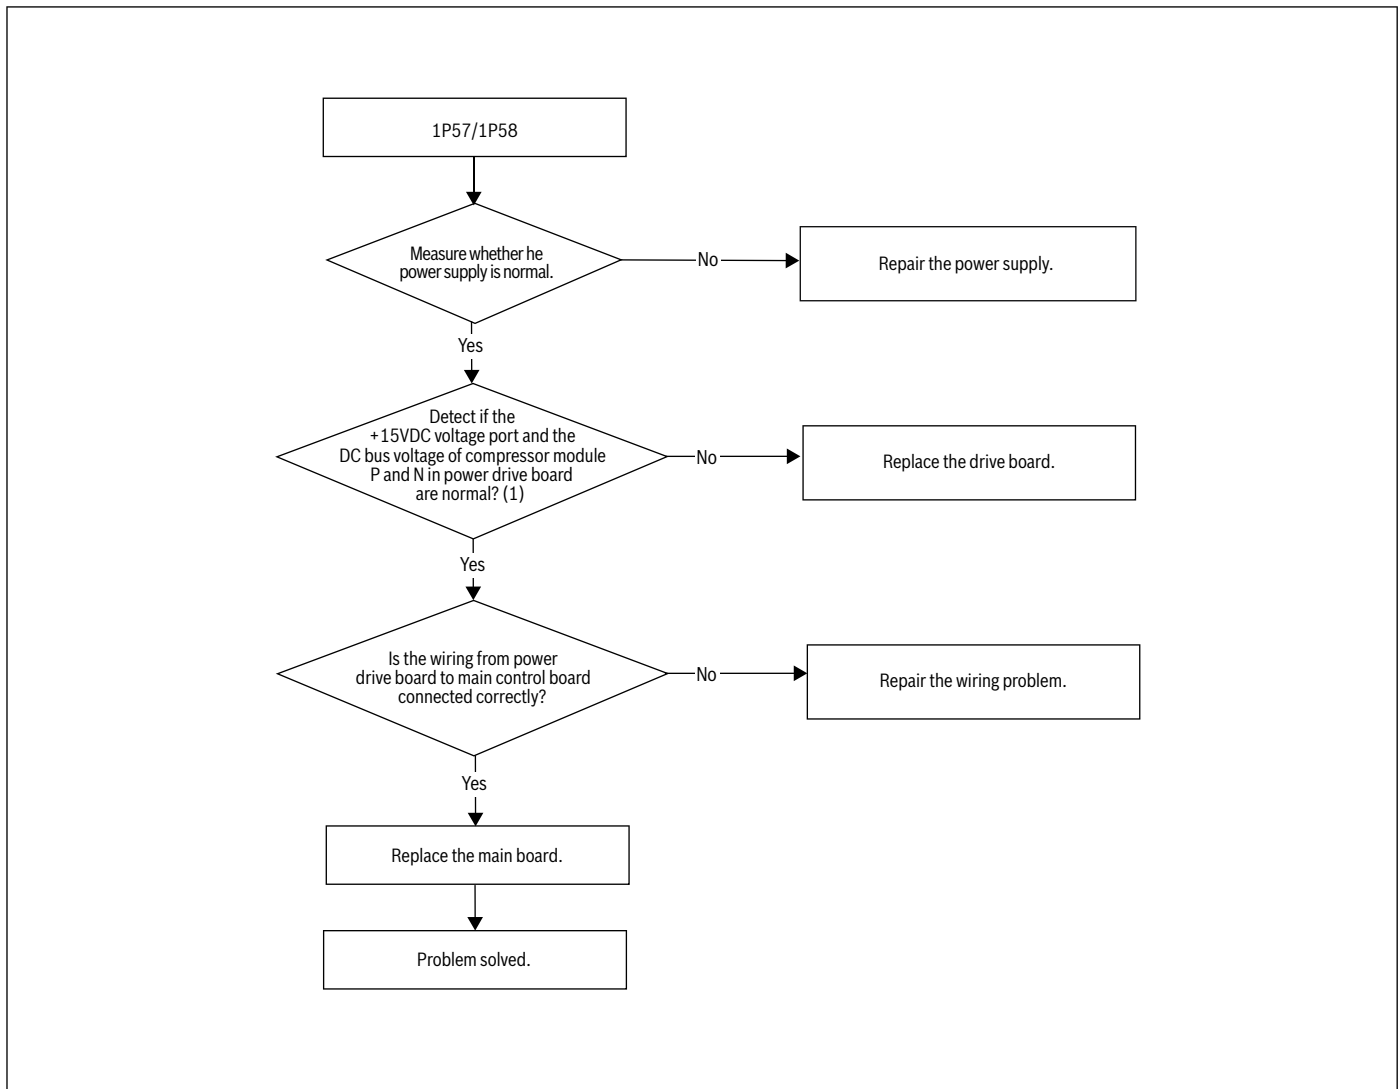 1P57/1P58
Measure whether he
power supply is normal.
No
Repair the power supply.
Yes
Detect if the
+15VDC voltage port and the
DC bus voltage of compressor module
P and N in power drive board
are normal? (1)
No
Replace the drive board.
Yes
Is the wiring from power
drive board to main control board
connected correctly?
No
Repair the wiring problem.
Yes
Replace the main board.
Problem solved.